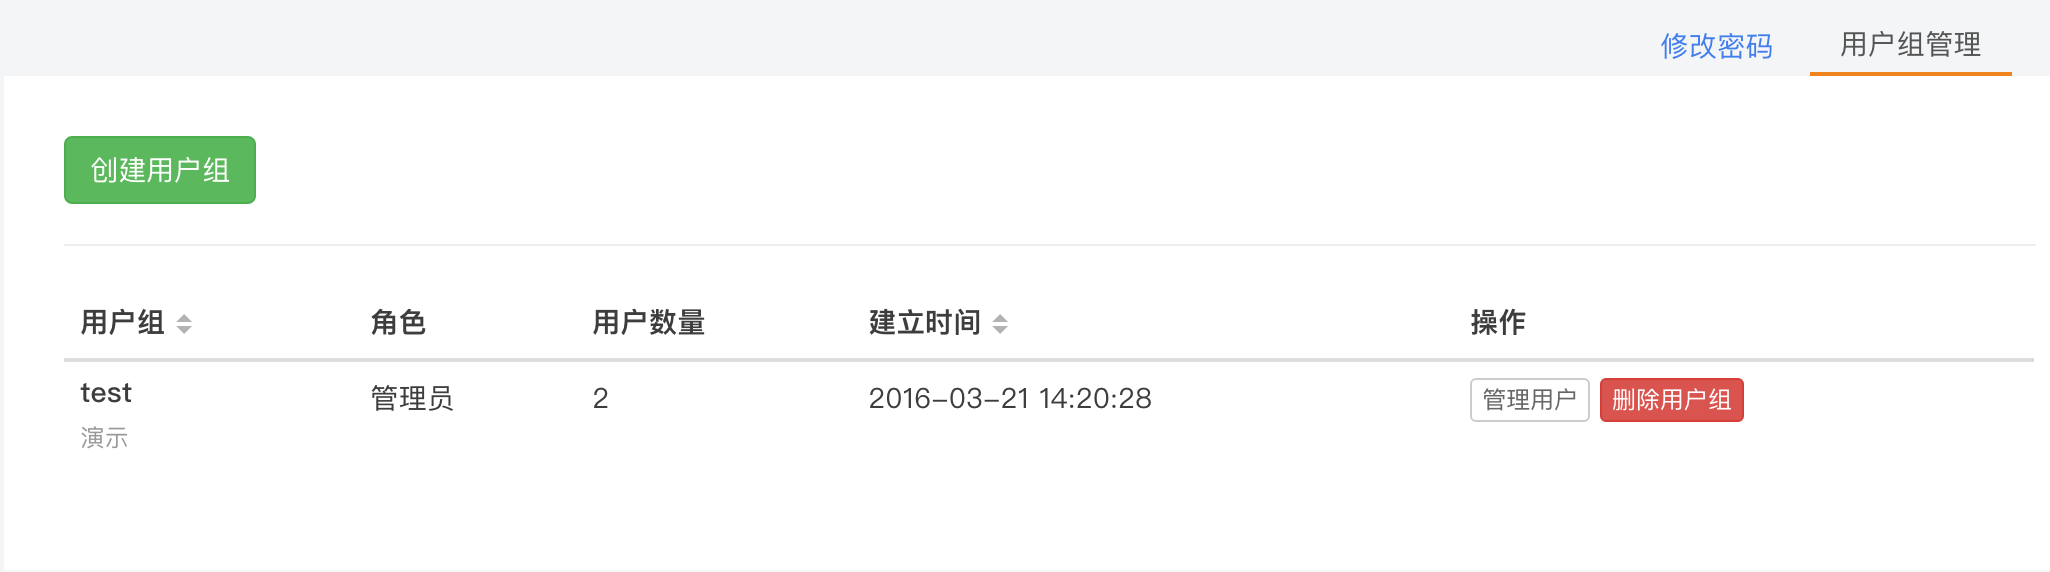 修改密码 用户组管理
创建用户组
用户组 角色 用户数量 建立时间 操作
test 管理员 2 2016-03-21 14:20:28 管理用户 删除用户组
演示